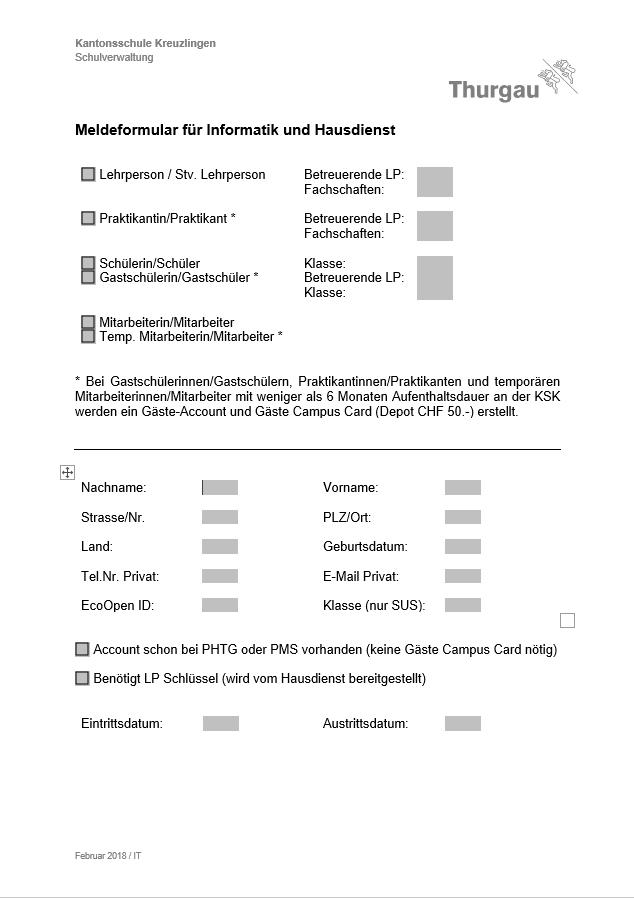 Kantonsschule Kreuzlingen
Schulverwaltung
Thurgau
Meldeformular für Informatik und Hausdienst
Lehrperson / Stv. Lehrperson Betreuerende LP:
Fachschaften:
Praktikantin/Praktikant * Betreuerende LP:
Fachschaften:
Schülerin/Schüler Klasse:
Gastschülerin/Gastschüler * Betreuerende LP:
Klasse:
Mitarbeiterin/Mitarbeiter
Temp. Mitarbeiterin/Mitarbeiter *
* Bei Gastschülerinnen/Gastschülern, Praktikantinnen/Praktikanten und temporären
Mitarbeiterinnen/Mitarbeiter mit weniger als 6 Monaten Aufenthaltsdauer an der KSK
werden ein Gäste-Account und Gäste Campus Card (Depot CHF 50.-) erstellt.
Nachname: Vorname:
Strasse/Nr. PLZ/Ort:
Land: Geburtsdatum:
Tel.Nr. Privat: E-Mail Privat:
EcoOpen ID: Klasse (nur SUS):
Account schon bei PHTG oder PMS vorhanden (keine Gäste Campus Card nötig)
Benötigt LP Schlüssel (wird vom Hausdienst bereitgestellt)
Eintrittsdatum: Austrittsdatum:
Februar 2018 / IT